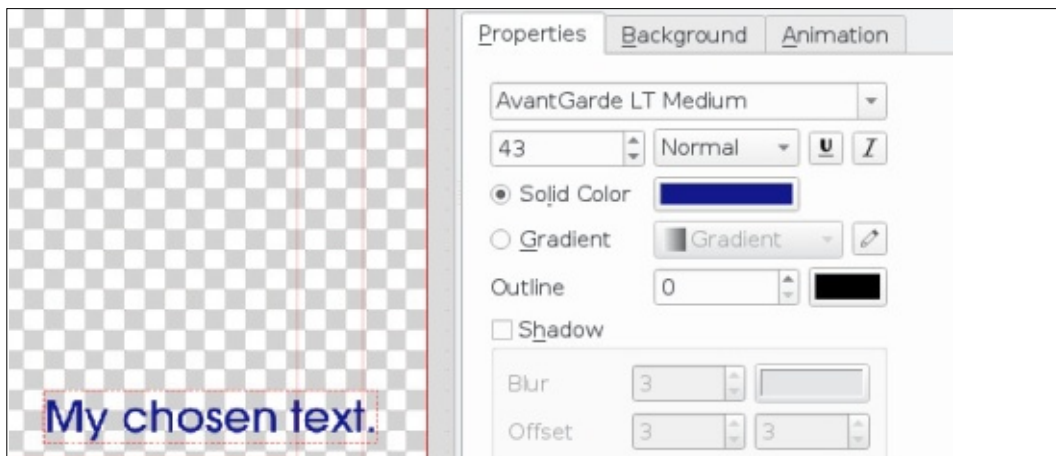 Properties Background Animation
AvantGarde LT Medium
43 Normal U I
Solid Color
Gradient Gradient
Outline 0
Shadow
Blur 3
Offset 3 3
My chosen text.